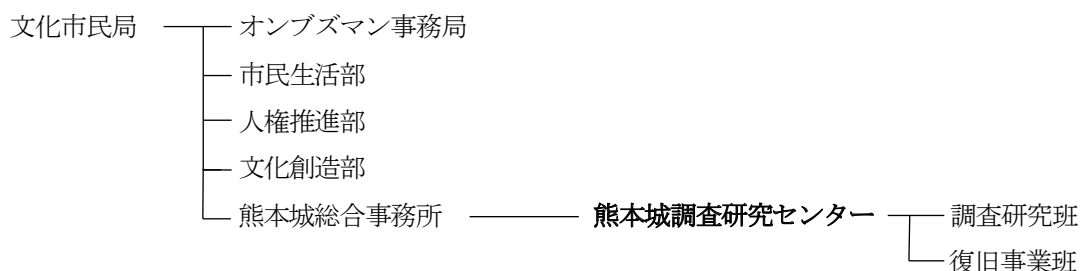 文化市民局 オンブズマン事務局
市民生活部
人権推進部
文化創造部
熊本城総合事務所 熊本城調査研究センター 調査研究班
復旧事業班